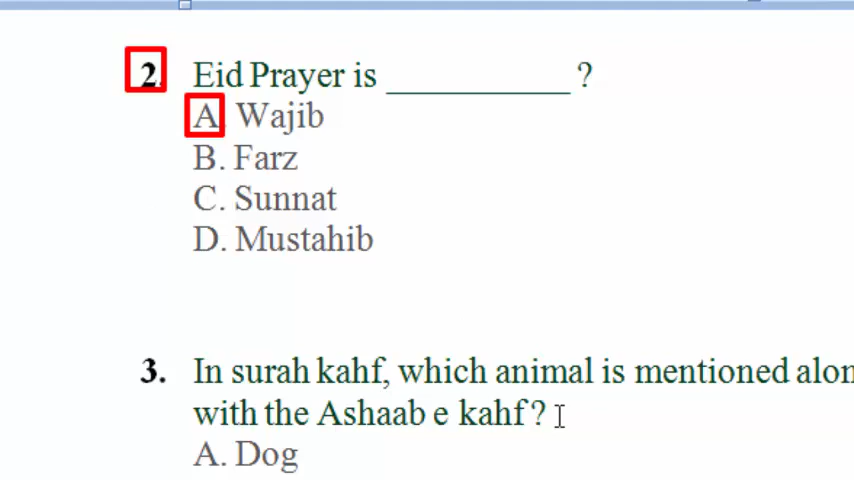 2. Eid Prayer is __________ ?
A. Wajib
B. Farz
C. Sunnat
D. Mustahib
3. In surah kahf, which animal is mentioned alon
with the Ashaab e kahf ?
A. Dog